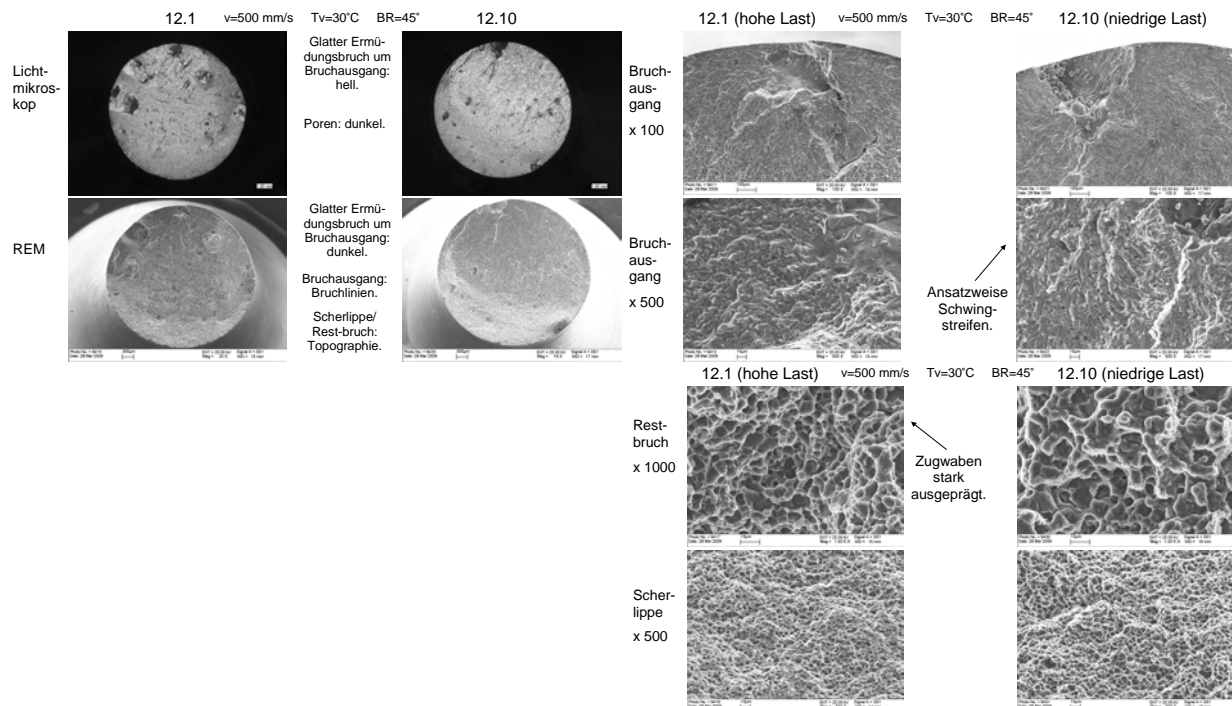 12.1 v=500 mm/s Tv=30°C BR=45° 12.10
Licht-
mikros-
kop
Glatter Ermü-
dungsbruch um
Bruchausgang:
hell.
Poren: dunkel.
REM
Glatter Ermü-
dungsbruch um
Bruchausgang:
dunkel.
Bruchausgang:
Bruchlinien.
Scherlippe/
Rest-bruch:
Topographie.
12.1 (hohe Last) v=500 mm/s Tv=30°C BR=45° 12.10 (niedrige Last)
Bruch-
aus-
gang
x 100
Bruch-
aus-
gang
x 500
Ansatzweise
Schwing-
streifen.
12.1 (hohe Last) v=500 mm/s Tv=30°C BR=45° 12.10 (niedrige Last)
Rest-
bruch
x 1000
Zugwaben
stark
ausgeprägt.
Scher-
lippe
x 500